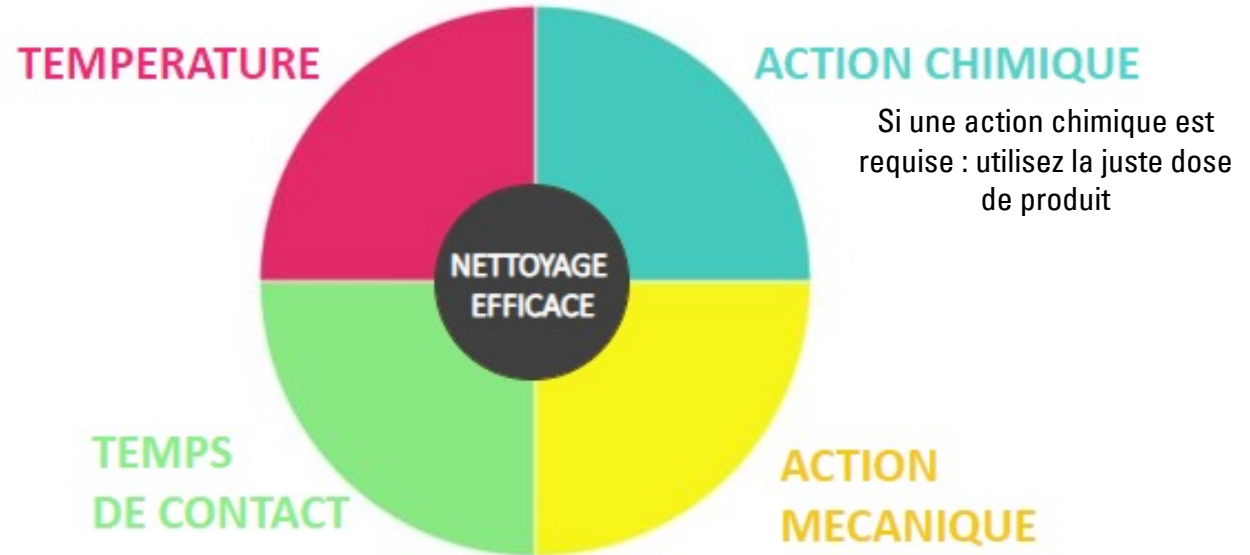 TEMPERATURE
ACTION CHIMIQUE
Si une action chimique est
requise : utilisez la juste dose
de produit
NETTOYAGE
EFFICACE
TEMPS
DE CONTACT
ACTION
MECANIQUE